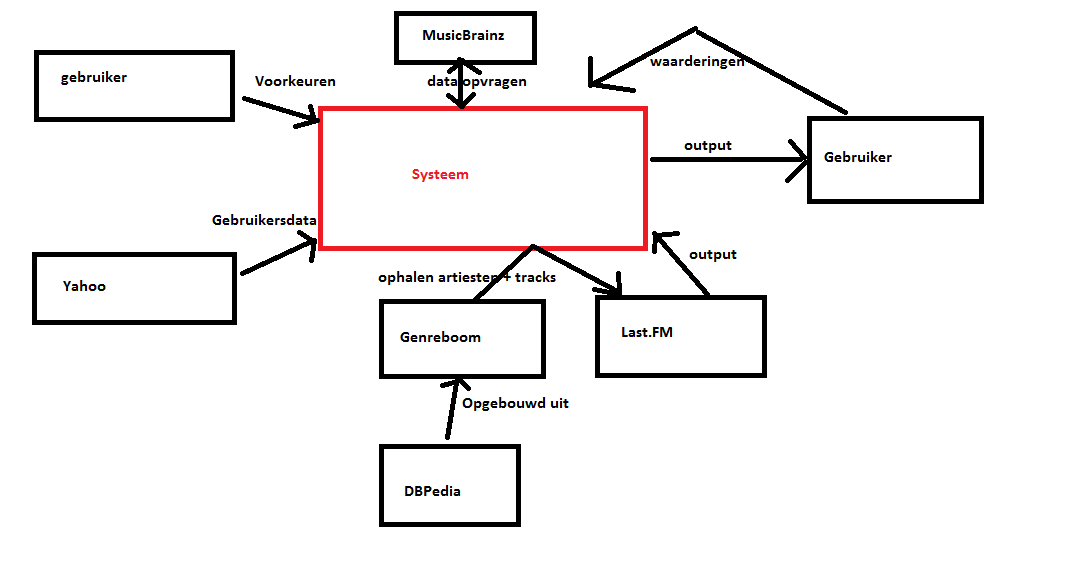 MusicBrainz
gebruiker
Voorkeuren
data opvragen
waarderingen
output
Gebruiker
Systeem
Gebruikersdata
Yahoo
ophalen artiesten + tracks
output
Genreboom
Last.FM
Opgebouwd uit
DBPedia